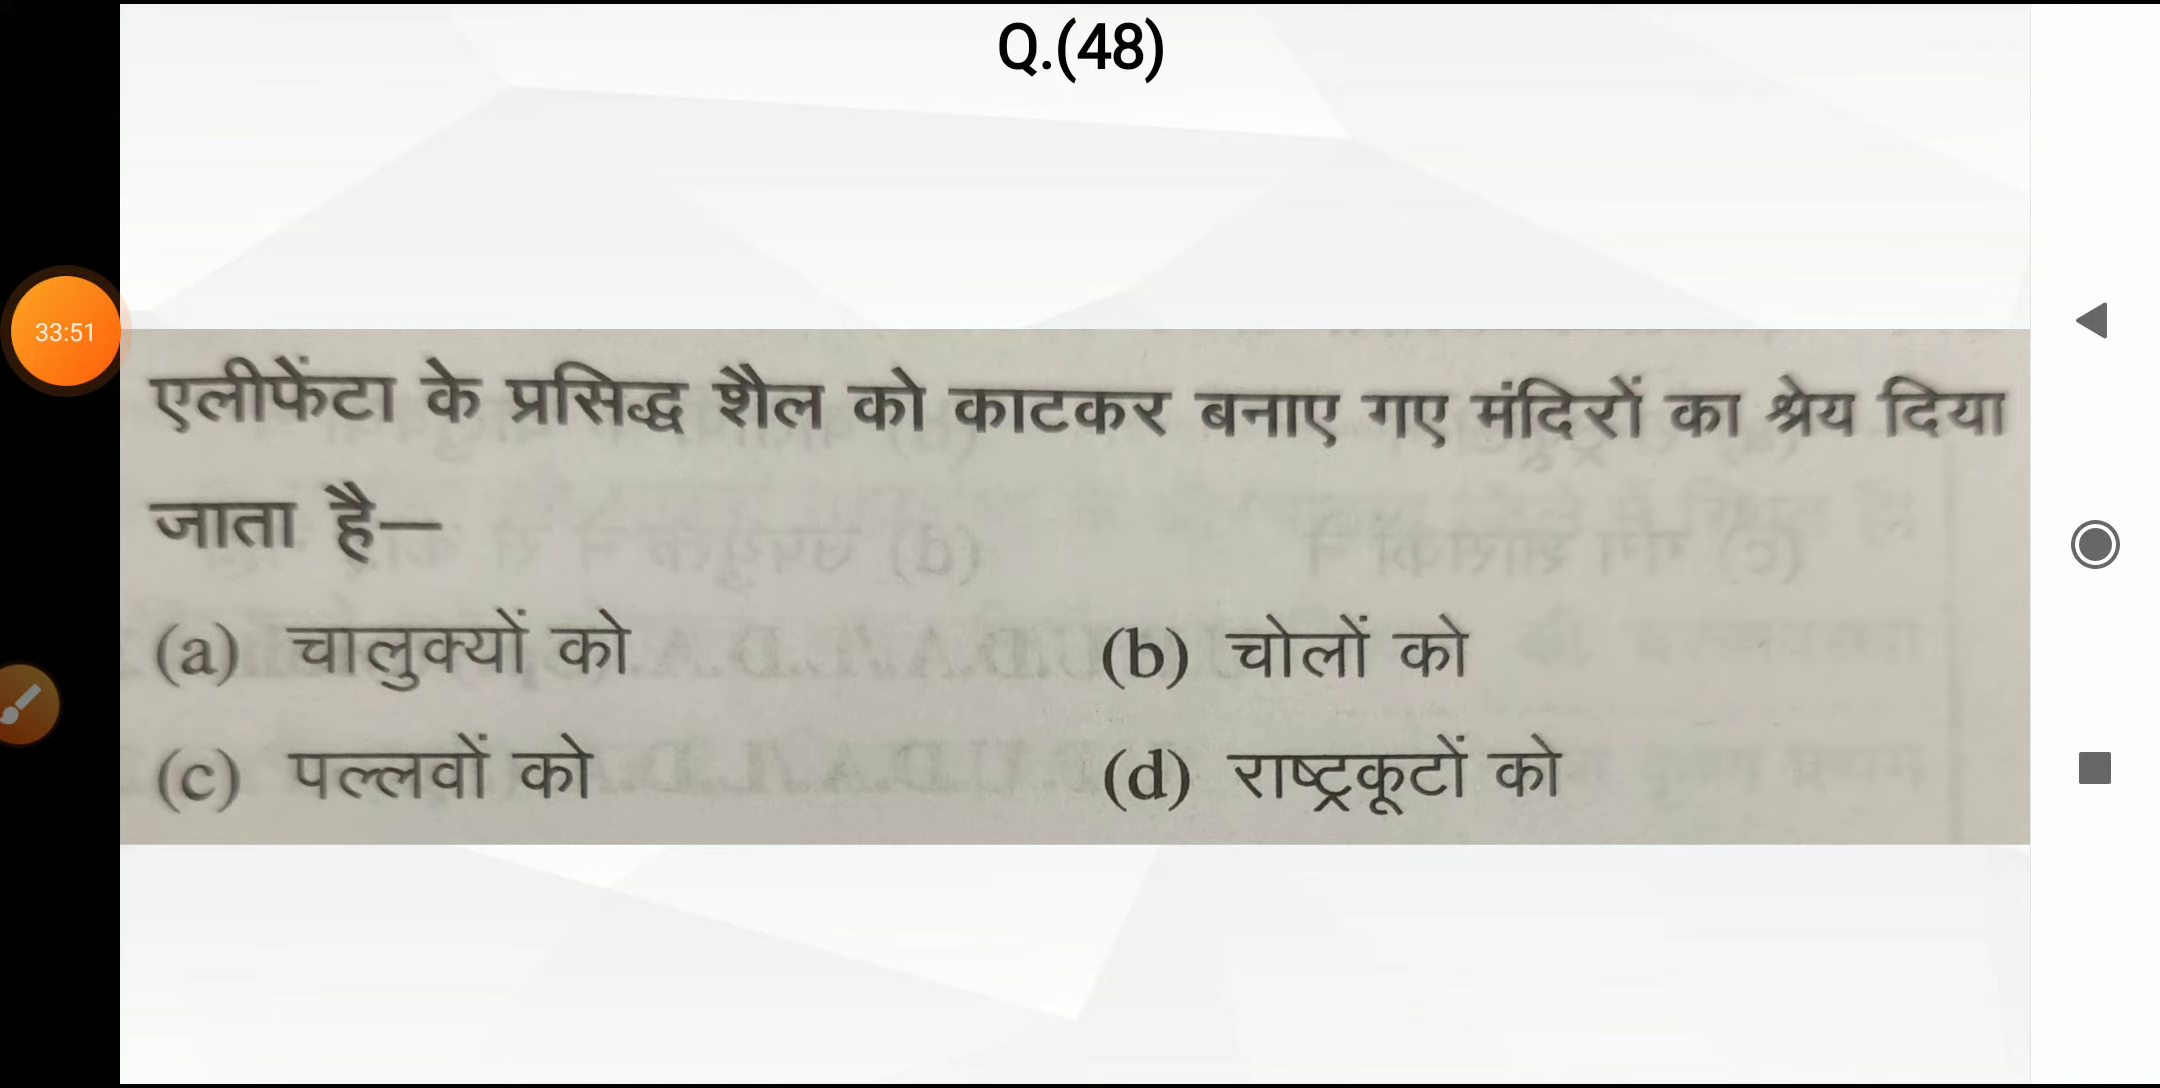 Q.(48)
33:51
एलीफेंटा के प्रसिद्ध शैल को काटकर बनाए गए मंदिरों का श्रेय दिया
जाता है—
(a) चालुक्यों को (b) चोलों को
(c) पल्लवों को (d) राष्ट्रकूटों को